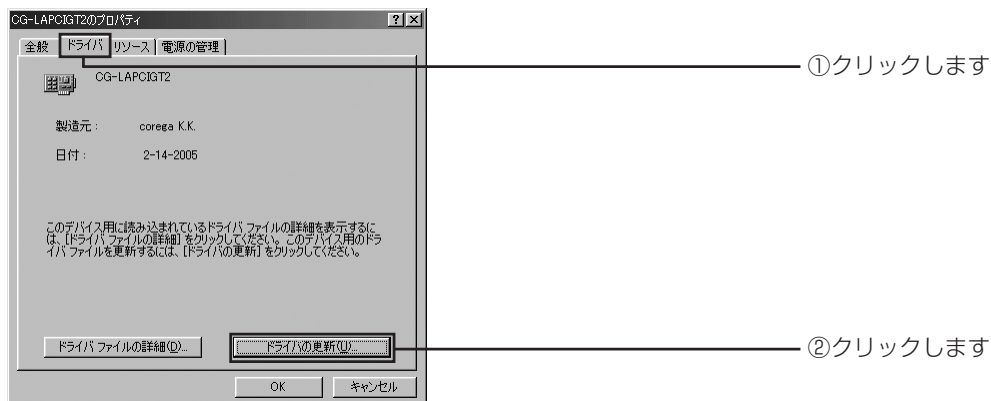 CG-LAPCIGT2のプロパティ
全般 ドライバ リソース 電源の管理
①クリックします
CG-LAPCIGT2
製造元: corega K.K.
日付: 2-14-2005
このデバイス用に読み込まれているドライバ ファイルの詳細を表示するに
は、[ドライバ ファイルの詳細] をクリックしてください。このデバイス用のドラ
イバ ファイルを更新するには、[ドライバの更新] をクリックしてください。
ドライバ ファイルの詳細(D)... ドライバの更新(U)...
②クリックします
OK キャンセル